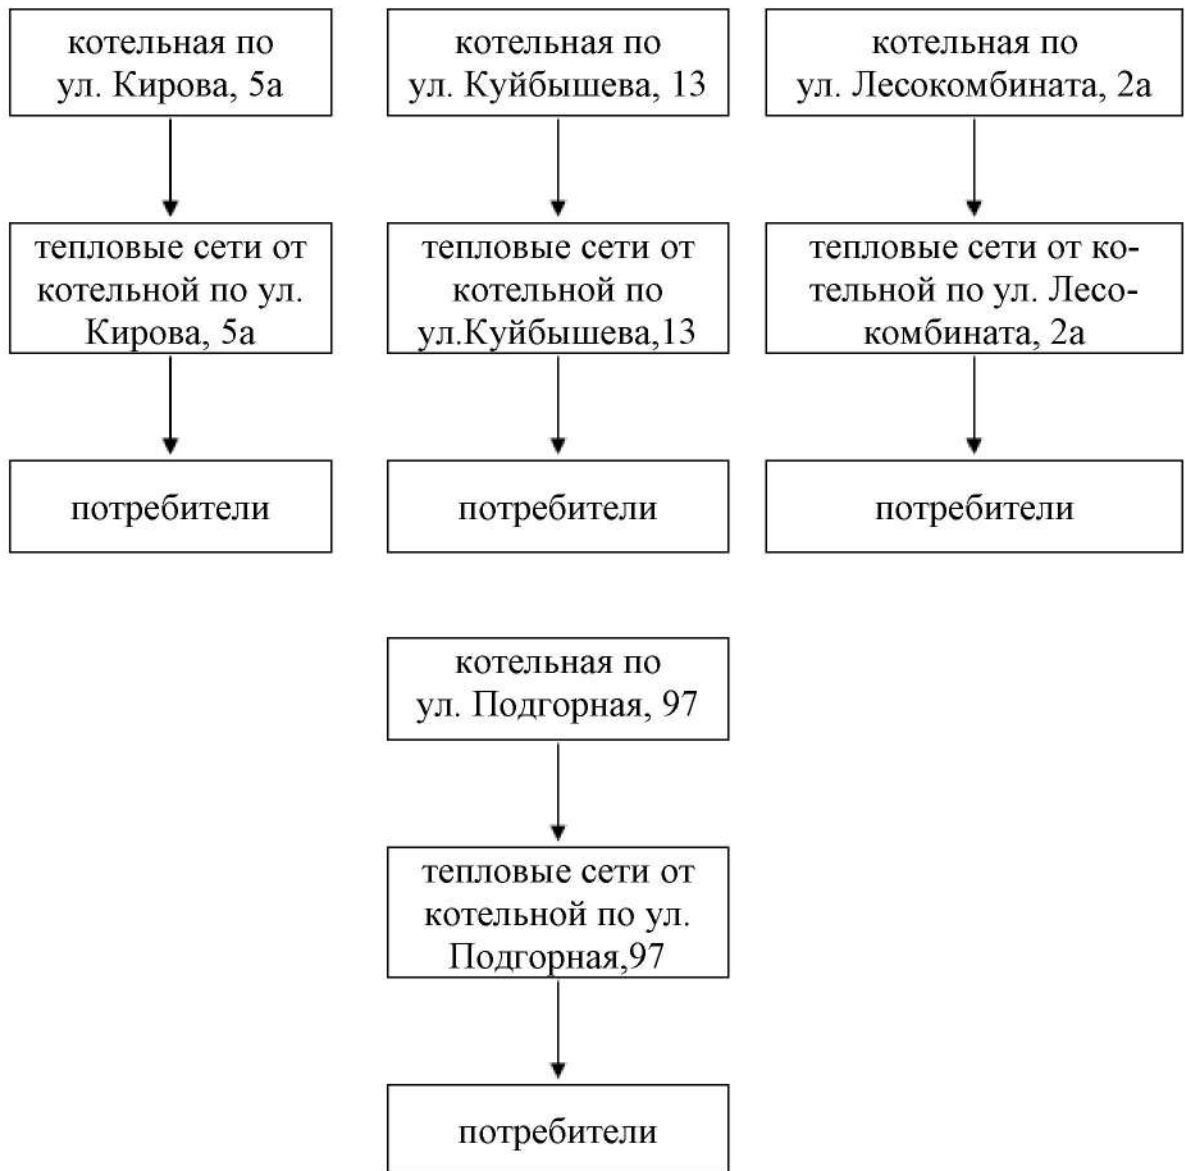 котельная по
ул. Кирова, 5а
котельная по
ул. Куйбышева, 13
котельная по
ул. Лесокомбината, 2а
тепловые сети от
котельной по ул.
Кирова, 5а
тепловые сети от
котельной по
ул.Куйбышева,13
тепловые сети от ко-
тельной по ул. Лесо-
комбината, 2а
потребители
потребители
потребители
котельная по
ул. Подгорная, 97
тепловые сети от
котельной по ул.
Подгорная,97
потребители